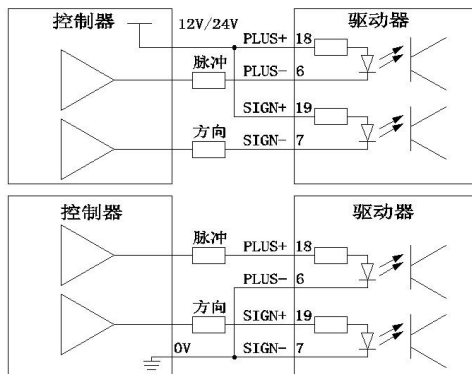 控制器 12V/24V 驱动器
PLUS+ 18
脉冲 PLUS- 6
SIGN+ 19
方向 SIGN- 7
控制器 驱动器
脉冲 PLUS+ 18
PLUS- 6
方向 SIGN+ 19
0V SIGN- 7